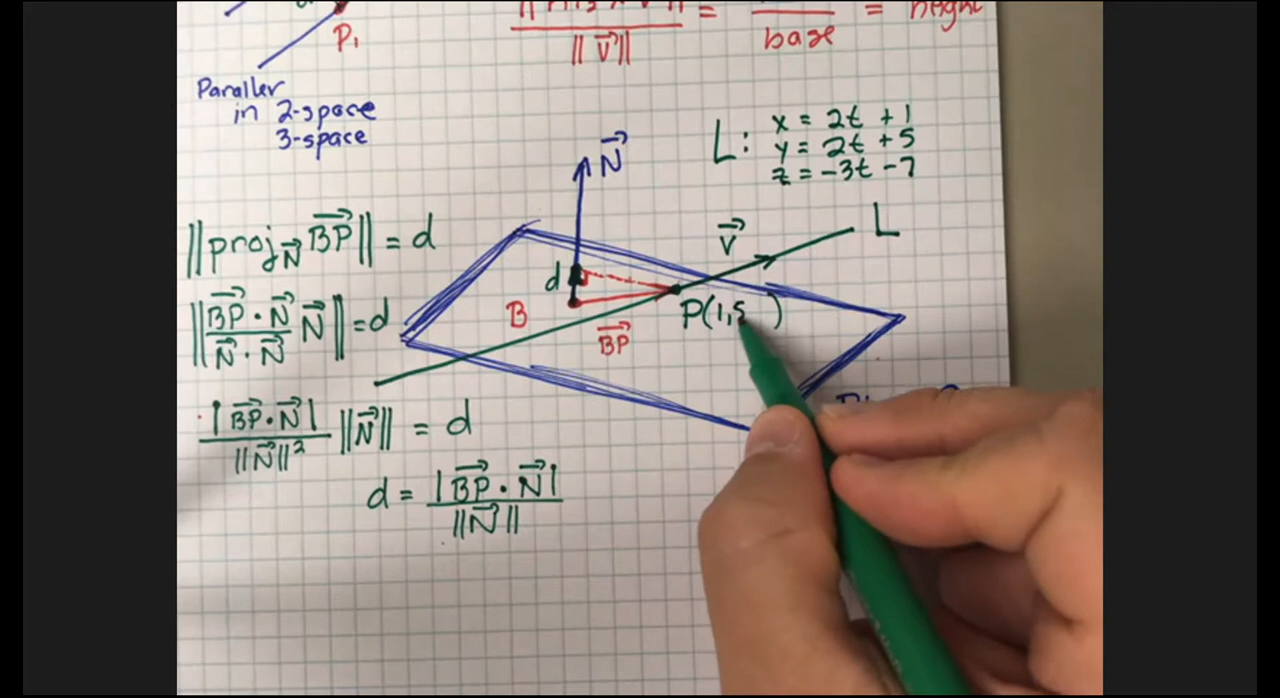 P₁
‖ V⃗ ‖ = base = height
Paraller
in 2-space
3-space
N⃗
L: x = 2t + 1
y = 2t + 5
z = -3t - 7
‖proj_N⃗ BP⃗‖ = d
V⃗
L
d
B
BP⃗
P(1,5 )
‖(BP⃗ · N⃗)/(N⃗ · N⃗) N⃗‖ = d
|BP⃗ · N⃗|/‖N⃗‖² ‖N⃗‖ = d
d = |BP⃗ · N⃗|/‖N⃗‖